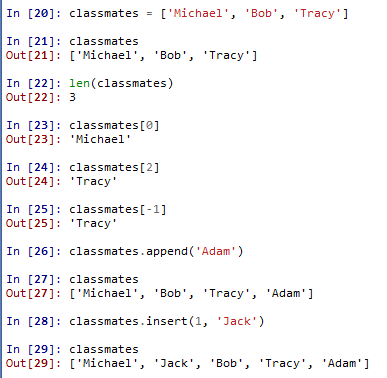 In [20]: classmates = ['Michael', 'Bob', 'Tracy']
In [21]: classmates
Out[21]: ['Michael', 'Bob', 'Tracy']
In [22]: len(classmates)
Out[22]: 3
In [23]: classmates[0]
Out[23]: 'Michael'
In [24]: classmates[2]
Out[24]: 'Tracy'
In [25]: classmates[-1]
Out[25]: 'Tracy'
In [26]: classmates.append('Adam')
In [27]: classmates
Out[27]: ['Michael', 'Bob', 'Tracy', 'Adam']
In [28]: classmates.insert(1, 'Jack')
In [29]: classmates
Out[29]: ['Michael', 'Jack', 'Bob', 'Tracy', 'Adam']